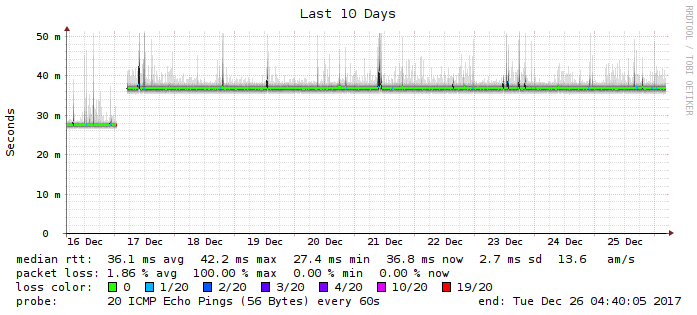 Last 10 Days
RRDTOOL / TOBI OETIKER
Seconds
50 m
40 m
30 m
20 m
10 m
0
16 Dec 17 Dec 18 Dec 19 Dec 20 Dec 21 Dec 22 Dec 23 Dec 24 Dec 25 Dec
median rtt: 36.1 ms avg 42.2 ms max 27.4 ms min 36.8 ms now 2.7 ms sd 13.6 am/s
packet loss: 1.86 % avg 100.00 % max 0.00 % min 0.00 % now
loss color: 0 1/20 2/20 3/20 4/20 10/20 19/20
probe: 20 ICMP Echo Pings (56 Bytes) every 60s end: Tue Dec 26 04:40:05 2017